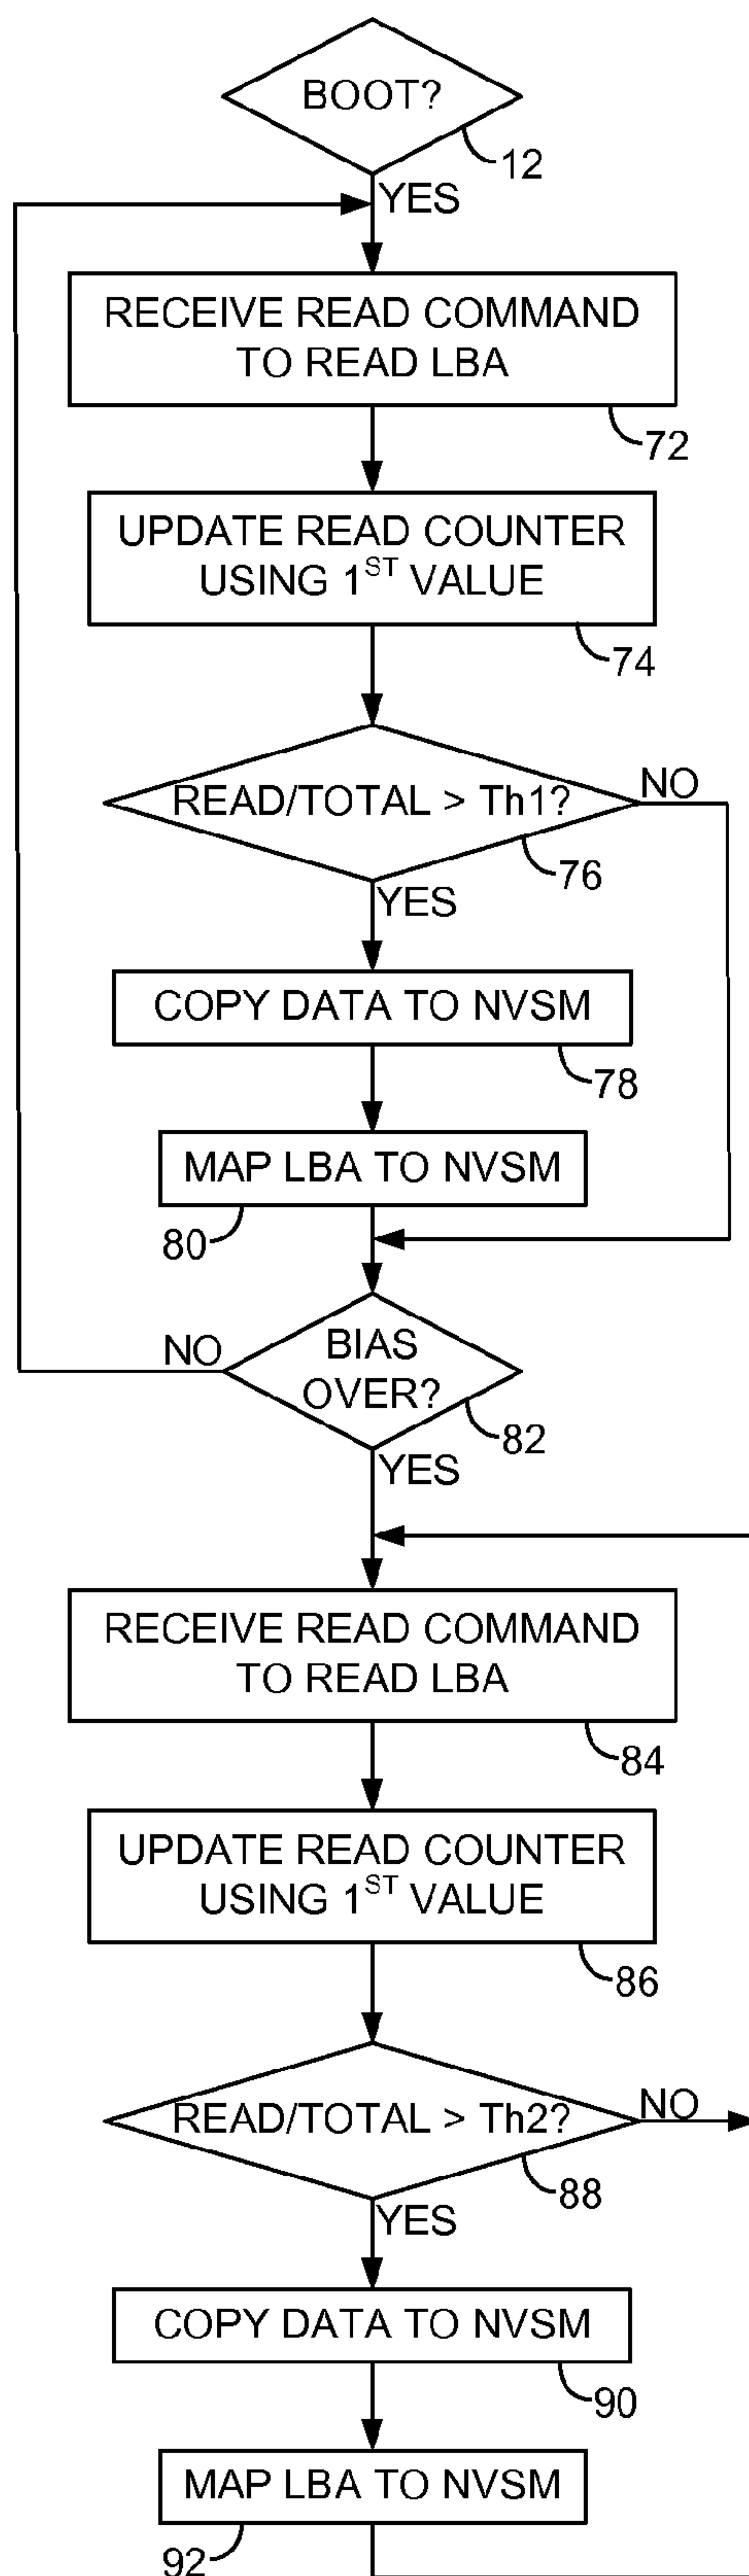 BOOT?
12
YES
RECEIVE READ COMMAND
TO READ LBA
72
UPDATE READ COUNTER
USING 1ST VALUE
74
READ/TOTAL > Th1?
NO
76
YES
COPY DATA TO NVSM
78
MAP LBA TO NVSM
80
BIAS
OVER?
NO
82
YES
RECEIVE READ COMMAND
TO READ LBA
84
UPDATE READ COUNTER
USING 1ST VALUE
86
READ/TOTAL > Th2?
NO
88
YES
COPY DATA TO NVSM
90
MAP LBA TO NVSM
92